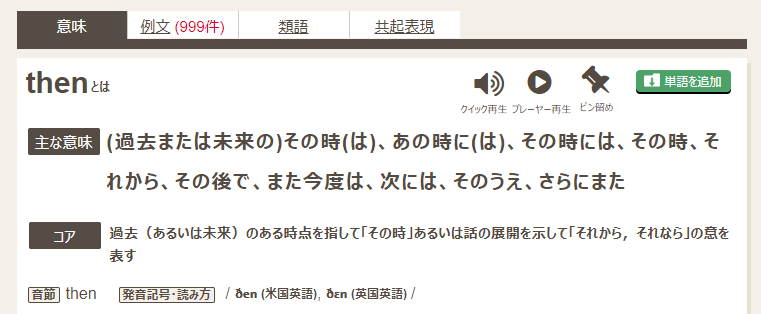 意味 例文 (999件) 類語 共起表現
thenとは
クイック再生 プレーヤー再生 ピン留め
単語を追加
主な意味 (過去または未来の)その時(は)、あの時に(は)、その時には、その時、そ
れから、その後で、また今度は、次には、そのうえ、さらにまた
コア 過去（あるいは未来）のある時点を指して「その時」あるいは話の展開を示して「それから，それなら」の意を
表す
音節 then 発音記号・読み方 / ðen (米国英語), ðɛn (英国英語) /